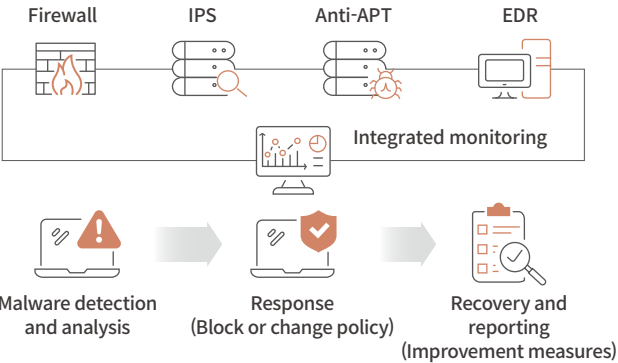 Firewall
IPS
Anti-APT
EDR
Integrated monitoring
Malware detection
and analysis
Response
(Block or change policy)
Recovery and
reporting
(Improvement measures)